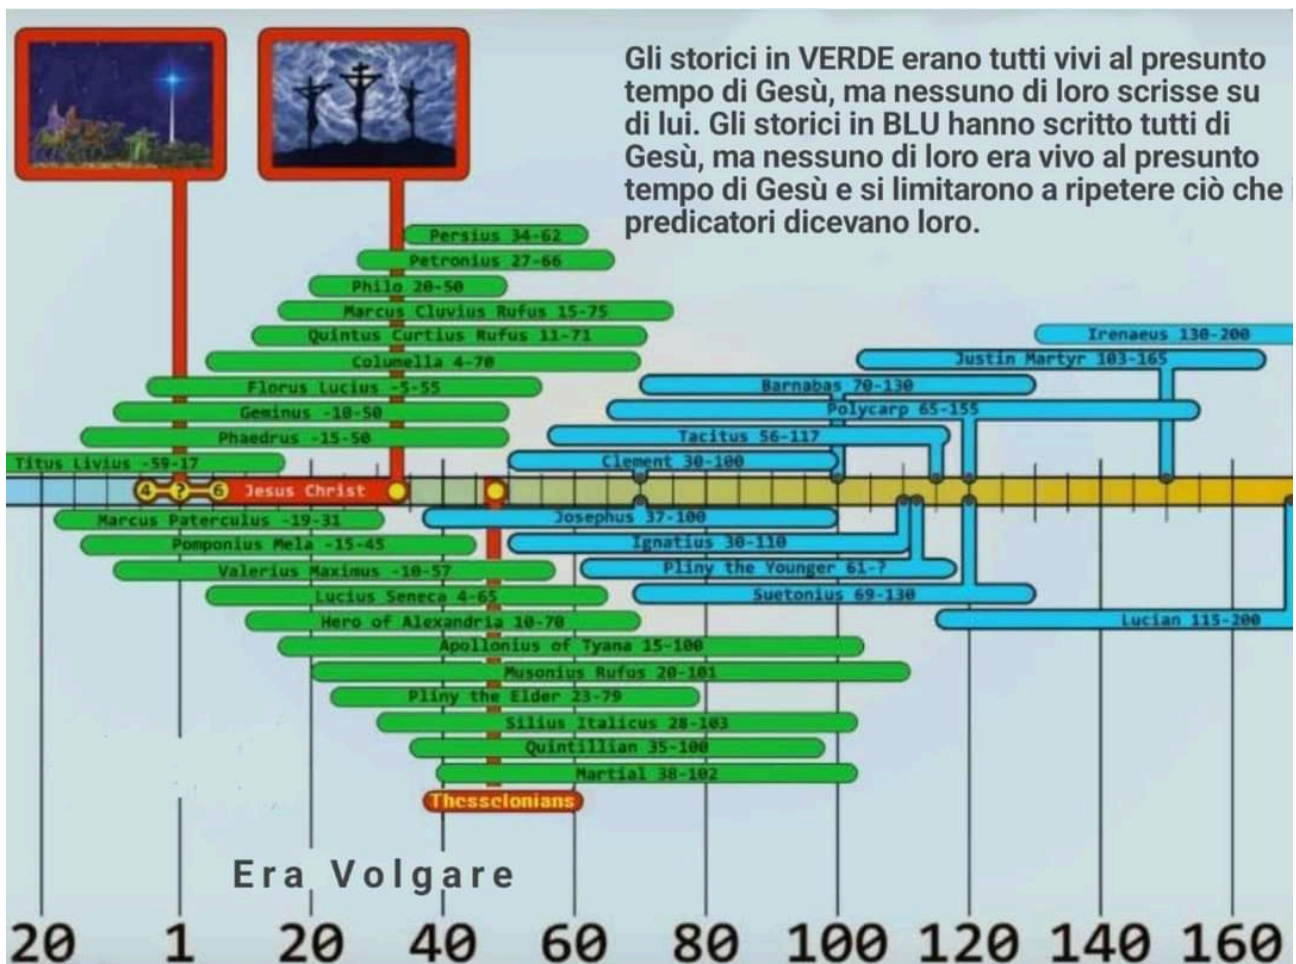 Gli storici in VERDE erano tutti vivi al presunto
tempo di Gesù, ma nessuno di loro scrisse su
di lui. Gli storici in BLU hanno scritto tutti di
Gesù, ma nessuno di loro era vivo al presunto
tempo di Gesù e si limitarono a ripetere ciò che i
predicatori dicevano loro.
Persius 34-62
Petronius 27-66
Philo 20-50
Marcus Cluvius Rufus 15-75
Quintus Curtius Rufus 11-71
Irenaeus 130-200
Columella 4-70
Justin Martyr 103-165
Florus Lucius -5-55
Barnabas 70-130
Geminus -10-50
Polycarp 65-155
Phaedrus -15-50
Tacitus 56-117
Titus Livius -59-17
Clement 30-100
4 ? 6 Jesus Christ
Marcus Paterculus -19-31
Josephus 37-100
Pomponius Mela -15-45
Ignatius 30-110
Valerius Maximus -10-57
Pliny the Younger 61-?
Lucius Seneca 4-65
Suetonius 69-130
Hero of Alexandria 10-70
Lucian 115-200
Apollonius of Tyana 15-100
Musonius Rufus 20-101
Pliny the Elder 23-79
Silius Italicus 28-103
Quintillian 35-100
Martial 38-102
Thesselonians
Era Volgare
20 1 20 40 60 80 100 120 140 160